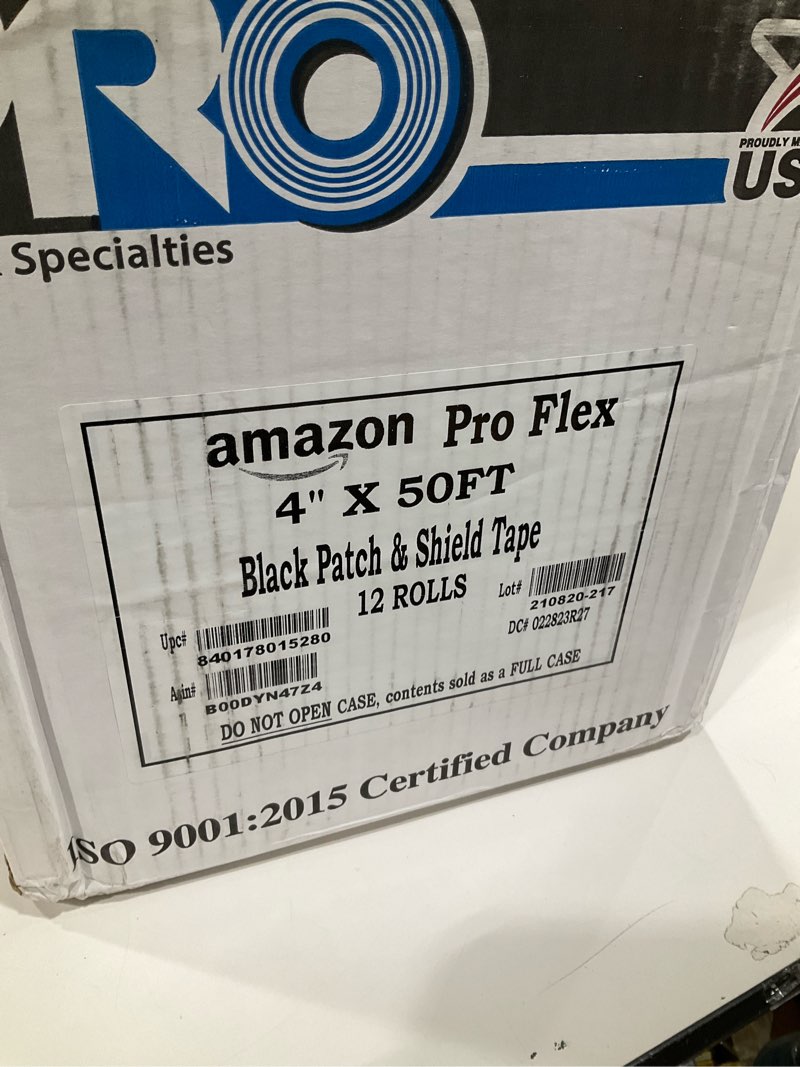 PRO
Specialties
PROUDLY M
US
amazon Pro Flex
4" X 50FT
Black Patch & Shield Tape
12 ROLLS
Upc#
840178015280
Lot#
210820-217
DC# 022823R27
Asin#
B00DYN47Z4
DO NOT OPEN CASE, contents sold as a FULL CASE
ISO 9001:2015 Certified Company